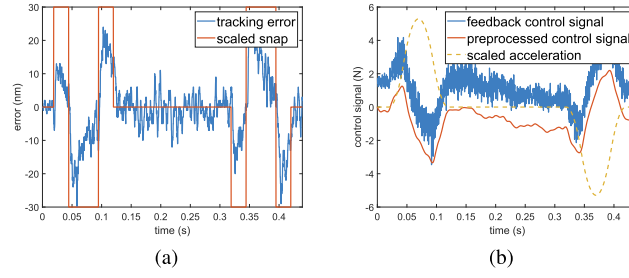 30
20
10
0
-10
-20
-30
error (nm)
tracking error
scaled snap
0
0.05
0.1
0.15
0.2
0.25
0.3
0.35
0.4
time (s)
(a)
6
4
2
0
-2
-4
-6
control signal (N)
feedback control signal
preprocessed control signal
scaled acceleration
0
0.05
0.1
0.15
0.2
0.25
0.3
0.35
0.4
time (s)
(b)